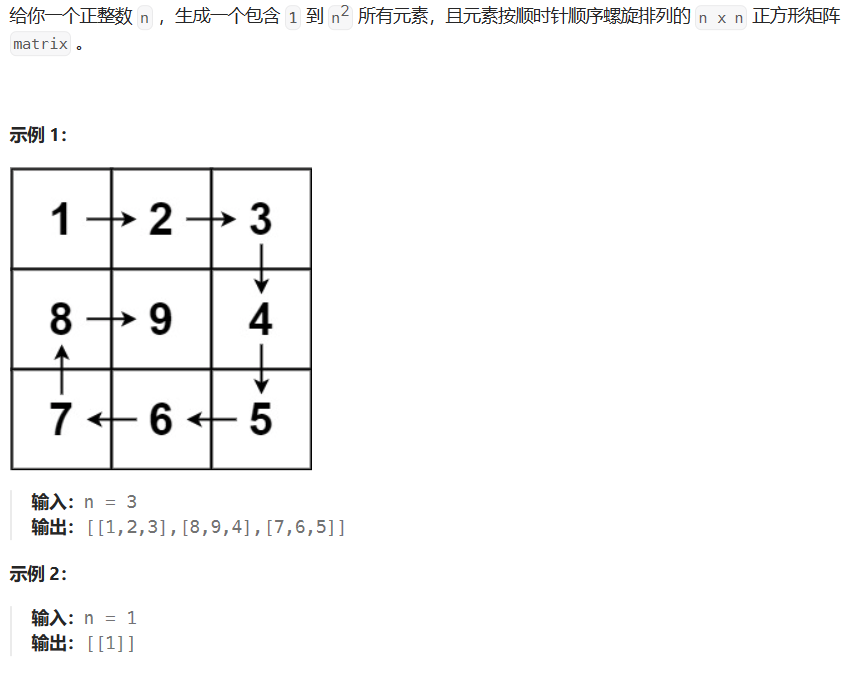 给你一个正整数 n ，生成一个包含 1 到 n² 所有元素，且元素按顺时针顺序螺旋排列的 n x n 正方形矩阵
matrix 。
示例 1：
1 2 3
8 9 4
7 6 5
输入：n = 3
输出：[[1,2,3],[8,9,4],[7,6,5]]
示例 2：
输入：n = 1
输出：[[1]]